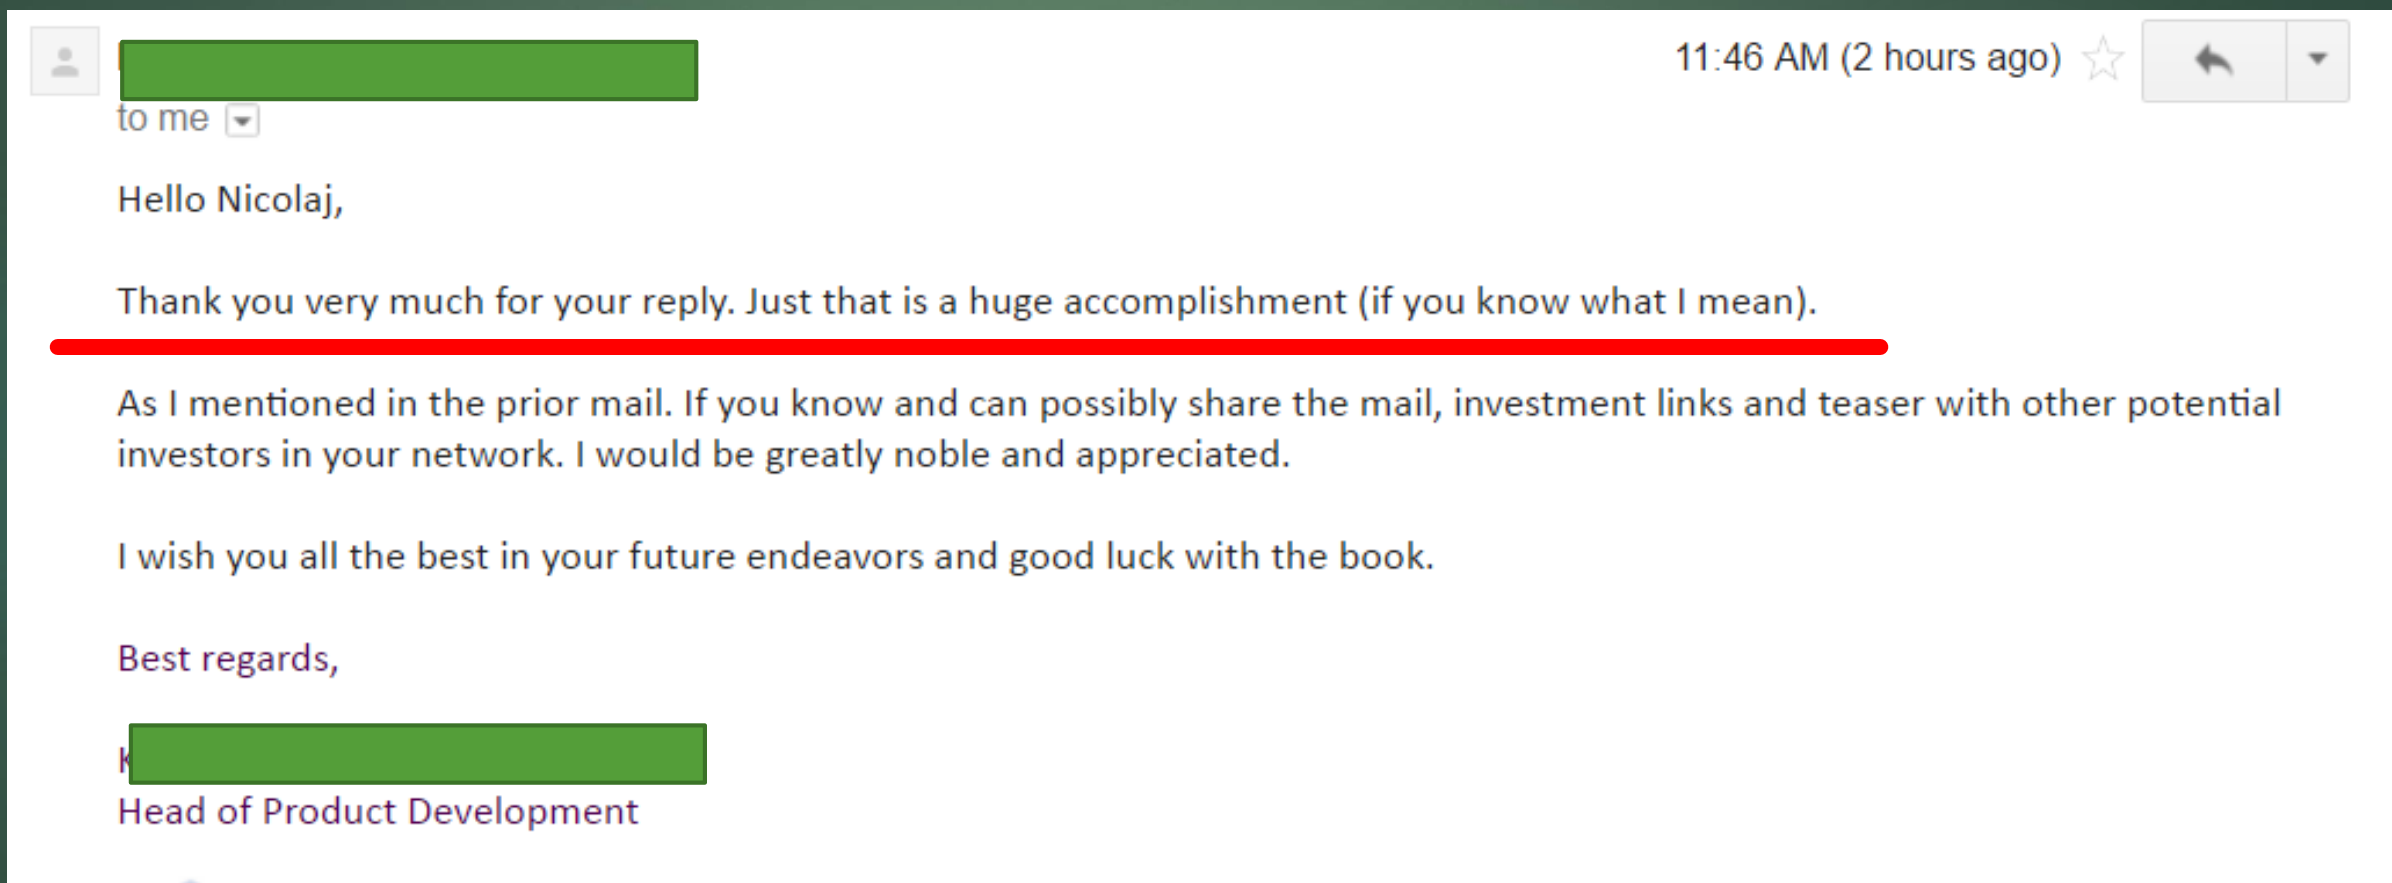 11:46 AM (2 hours ago)
to me
Hello Nicolaj,
Thank you very much for your reply. Just that is a huge accomplishment (if you know what I mean).
As I mentioned in the prior mail. If you know and can possibly share the mail, investment links and teaser with other potential
investors in your network. I would be greatly noble and appreciated.
I wish you all the best in your future endeavors and good luck with the book.
Best regards,
K
Head of Product Development